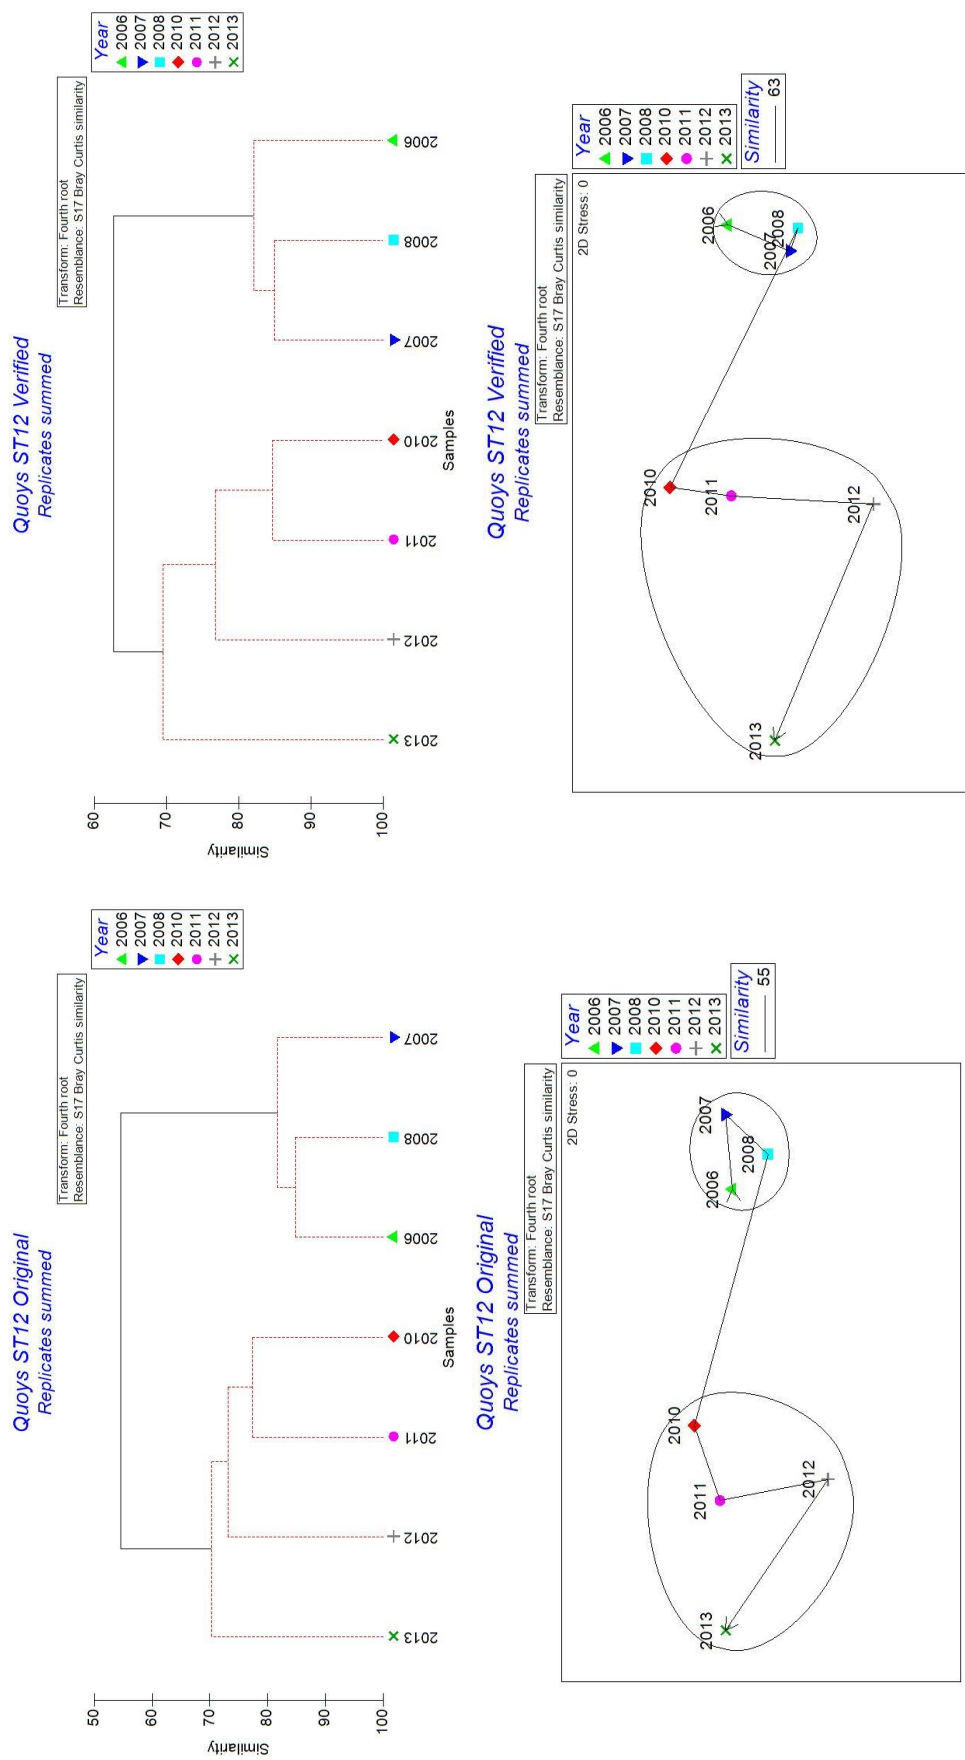 Quoys ST12 Original
Replicates summed
Transform: Fourth root
Resemblance: S17 Bray Curtis similarity
Year
2006
2007
2008
2010
2011
2012
2013
Similarity
50
60
70
80
90
100
2013
2012
2011
2010
2006
2008
2007
Samples
Quoys ST12 Verified
Replicates summed
Transform: Fourth root
Resemblance: S17 Bray Curtis similarity
Year
2006
2007
2008
2010
2011
2012
2013
Similarity
60
70
80
90
100
2013
2012
2011
2010
2007
2008
2006
Samples
Quoys ST12 Original
Replicates summed
Transform: Fourth root
Resemblance: S17 Bray Curtis similarity
2D Stress: 0
Year
2006
2007
2008
2010
2011
2012
2013
Similarity
55
2010
2007
2006
2011
2013
2008
2012
Quoys ST12 Verified
Replicates summed
Transform: Fourth root
Resemblance: S17 Bray Curtis similarity
2D Stress: 0
Year
2006
2007
2008
2010
2011
2012
2013
Similarity
63
2010
2006
2011
2013
2007
2008
2012